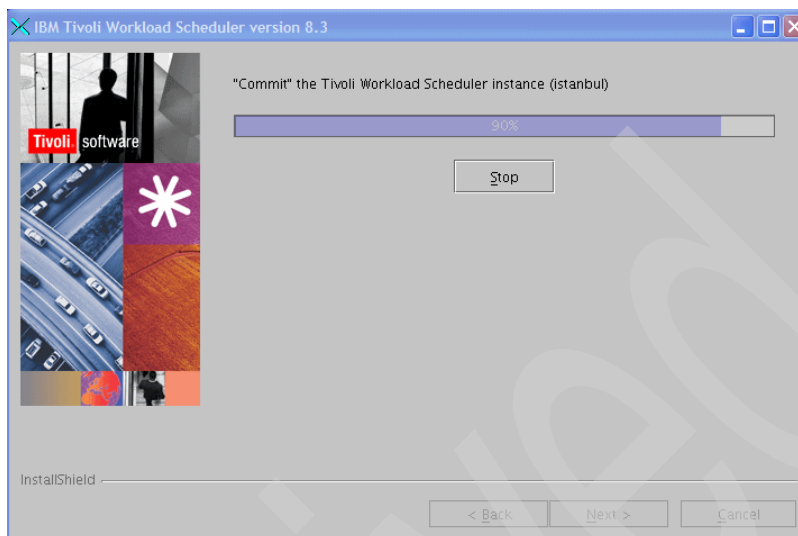 IBM Tivoli Workload Scheduler version 8.3
"Commit" the Tivoli Workload Scheduler instance (istanbul)
90%
Tivoli. software
Stop
InstallShield
< Back Next > Cancel